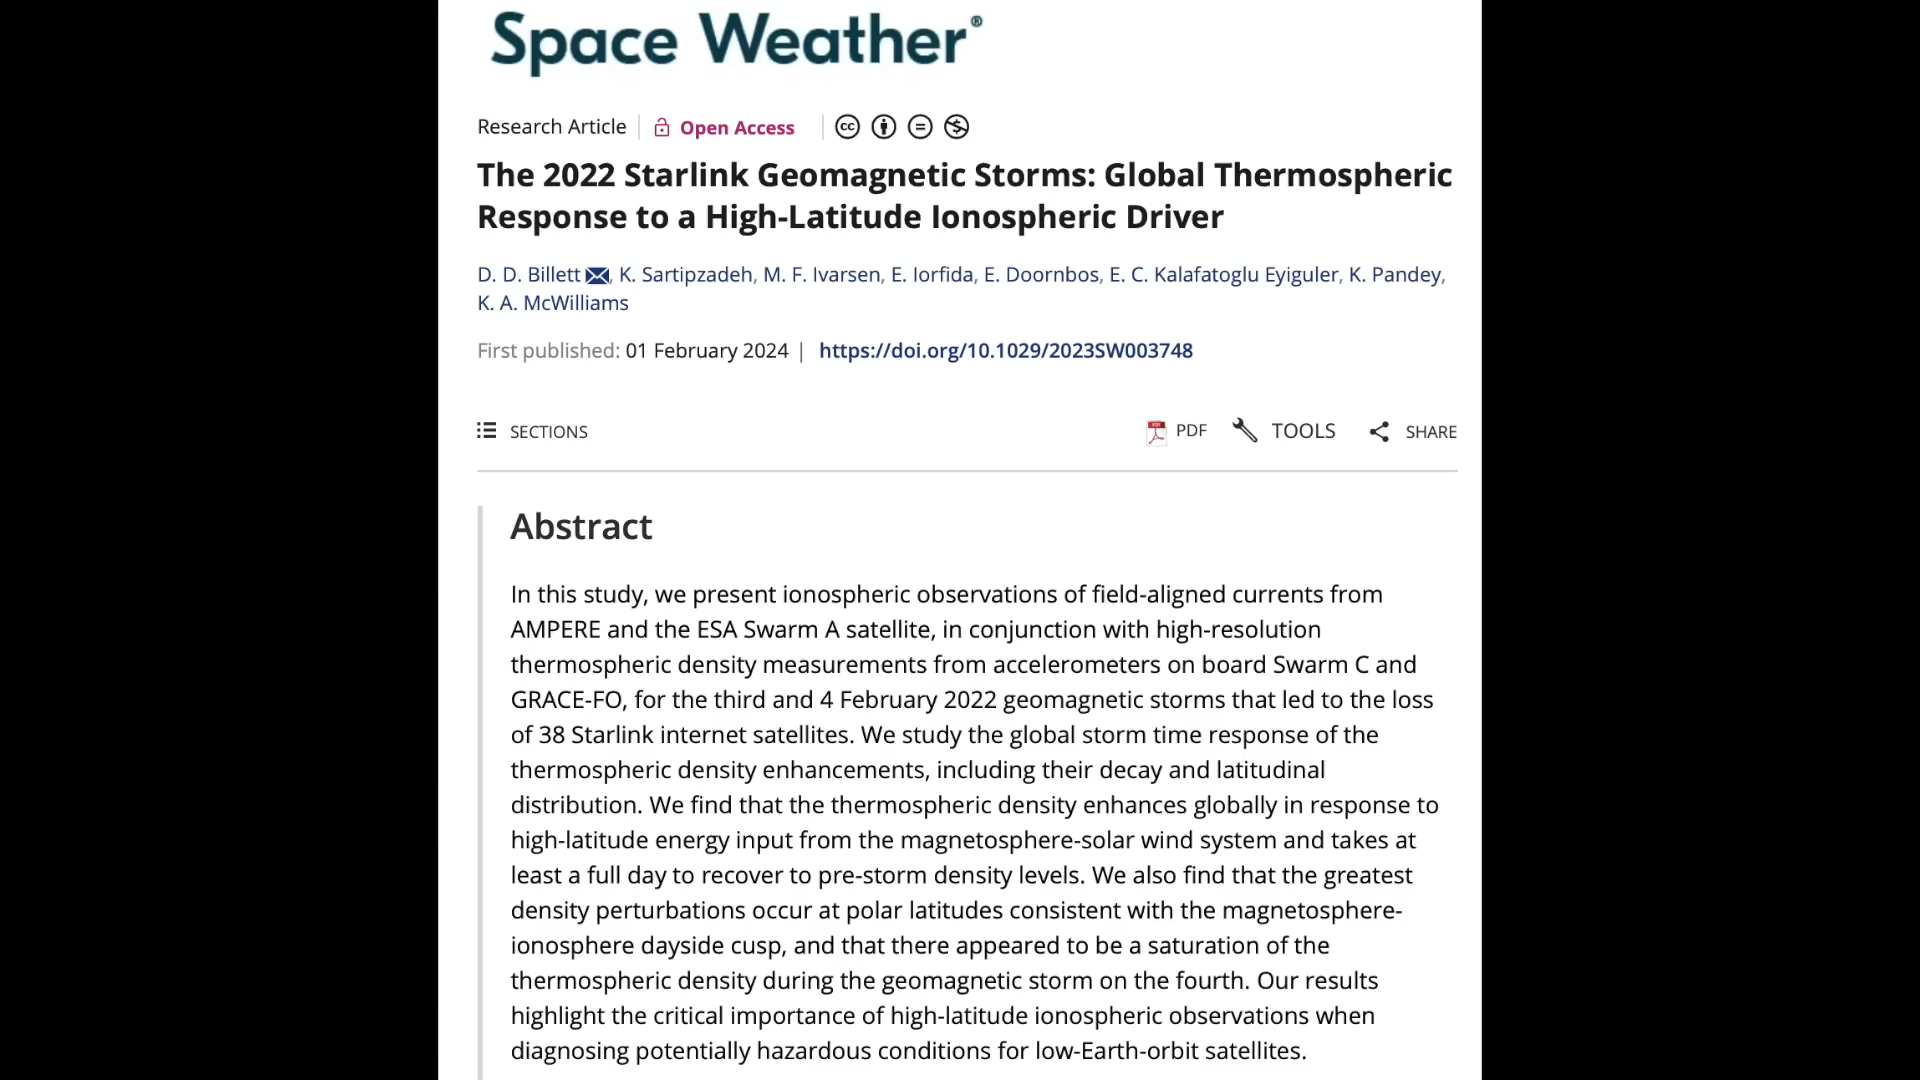 Space Weather®
Research Article
Open Access
cc
The 2022 Starlink Geomagnetic Storms: Global Thermospheric
Response to a High-Latitude Ionospheric Driver
D. D. Billett, K. Sartipzadeh, M. F. Ivarsen, E. Iorfida, E. Doornbos, E. C. Kalafatoglu Eyiguler, K. Pandey,
K. A. McWilliams
First published: 01 February 2024 | https://doi.org/10.1029/2023SW003748
SECTIONS
PDF
TOOLS
SHARE
Abstract
In this study, we present ionospheric observations of field-aligned currents from
AMPERE and the ESA Swarm A satellite, in conjunction with high-resolution
thermospheric density measurements from accelerometers on board Swarm C and
GRACE-FO, for the third and 4 February 2022 geomagnetic storms that led to the loss
of 38 Starlink internet satellites. We study the global storm time response of the
thermospheric density enhancements, including their decay and latitudinal
distribution. We find that the thermospheric density enhances globally in response to
high-latitude energy input from the magnetosphere-solar wind system and takes at
least a full day to recover to pre-storm density levels. We also find that the greatest
density perturbations occur at polar latitudes consistent with the magnetosphere-
ionosphere dayside cusp, and that there appeared to be a saturation of the
thermospheric density during the geomagnetic storm on the fourth. Our results
highlight the critical importance of high-latitude ionospheric observations when
diagnosing potentially hazardous conditions for low-Earth-orbit satellites.